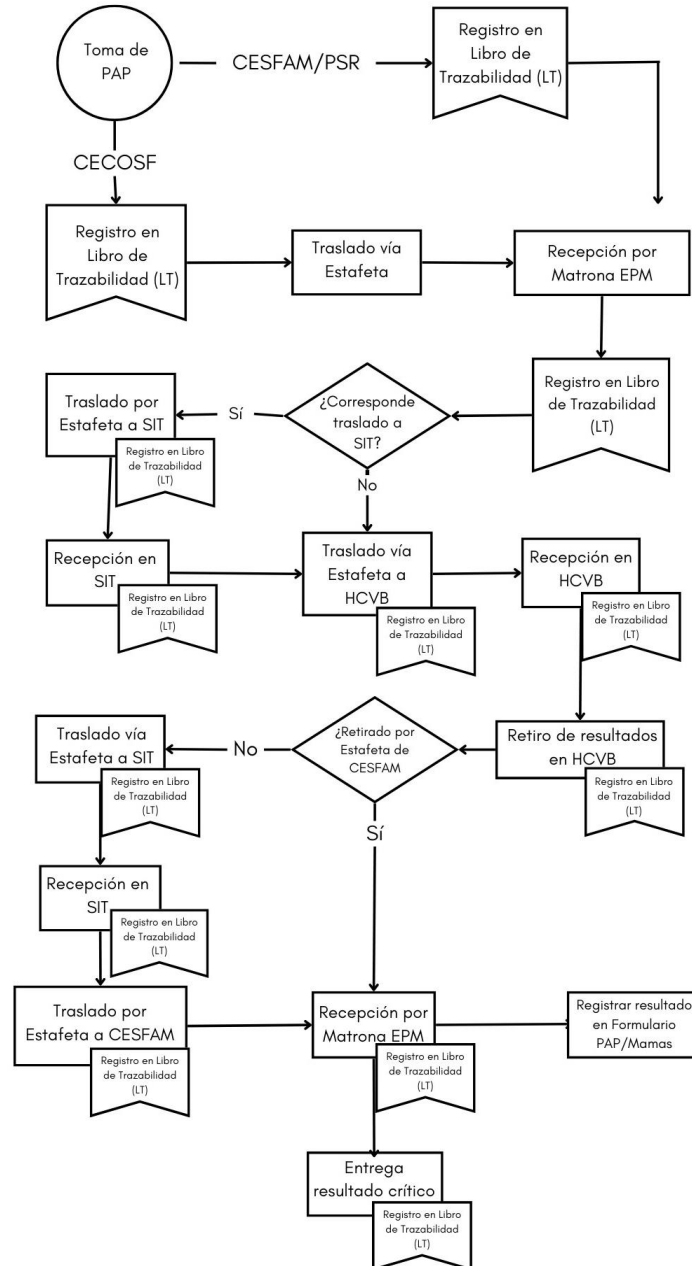 Toma de
PAP
CESFAM/PSR
Registro en
Libro de
Trazabilidad (LT)
CECOSF
Registro en
Libro de
Trazabilidad (LT)
Traslado vía
Estafeta
Recepción por
Matrona EPM
Traslado por
Estafeta a SIT
Registro en Libro
de Trazabilidad
(LT)
Sí
¿Corresponde
traslado a
SIT?
Registro en Libro
de Trazabilidad
(LT)
No
Recepción en
SIT
Registro en Libro
de Trazabilidad
(LT)
Traslado vía
Estafeta a
HCVB
Registro en Libro
de Trazabilidad
(LT)
Recepción en
HCVB
Registro en Libro
de Trazabilidad
(LT)
Traslado vía
Estafeta a SIT
Registro en Libro
de Trazabilidad
(LT)
No
¿Retirado por
Estafeta de
CESFAM
Retiro de resultados
en HCVB
Registro en Libro
de Trazabilidad
(LT)
Sí
Recepción en
SIT
Registro en Libro
de Trazabilidad
(LT)
Traslado por
Estafeta a CESFAM
Registro en Libro
de Trazabilidad
(LT)
Recepción por
Matrona EPM
Registro en Libro
de Trazabilidad
(LT)
Registrar resultado
en Formulario
PAP/Mamas
Entrega
resultado crítico
Registro en Libro
de Trazabilidad
(LT)